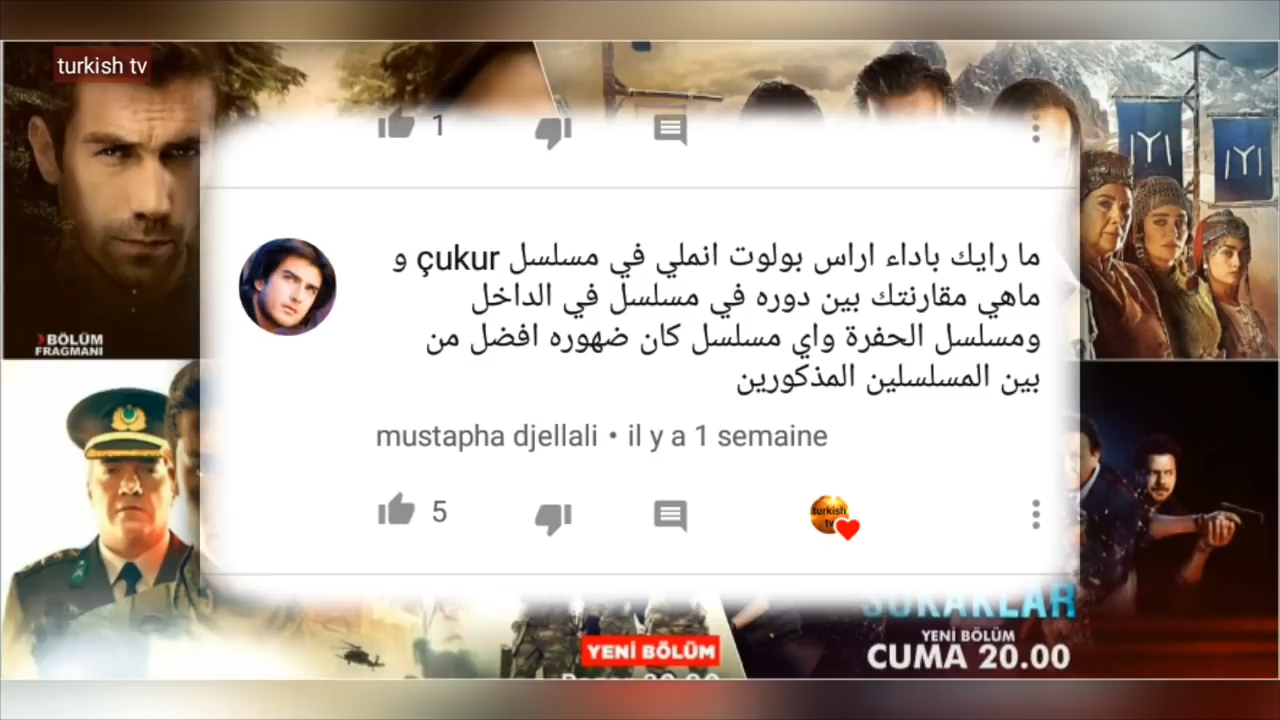 turkish tv
1
ما رايك باداء اراس بولوت انملي في مسلسل çukur و
ماهي مقارنتك بين دوره في مسلسل في الداخل
ومسلسل الحفرة واي مسلسل كان ضهوره افضل من
بين المسلسلين المذكورين
mustapha djellali • il y a 1 semaine
5
turkish
tv
BÖLÜM
FRAGMANI
YENİ BÖLÜM
SOKAKLAR
YENİ BÖLÜM
CUMA 20.00